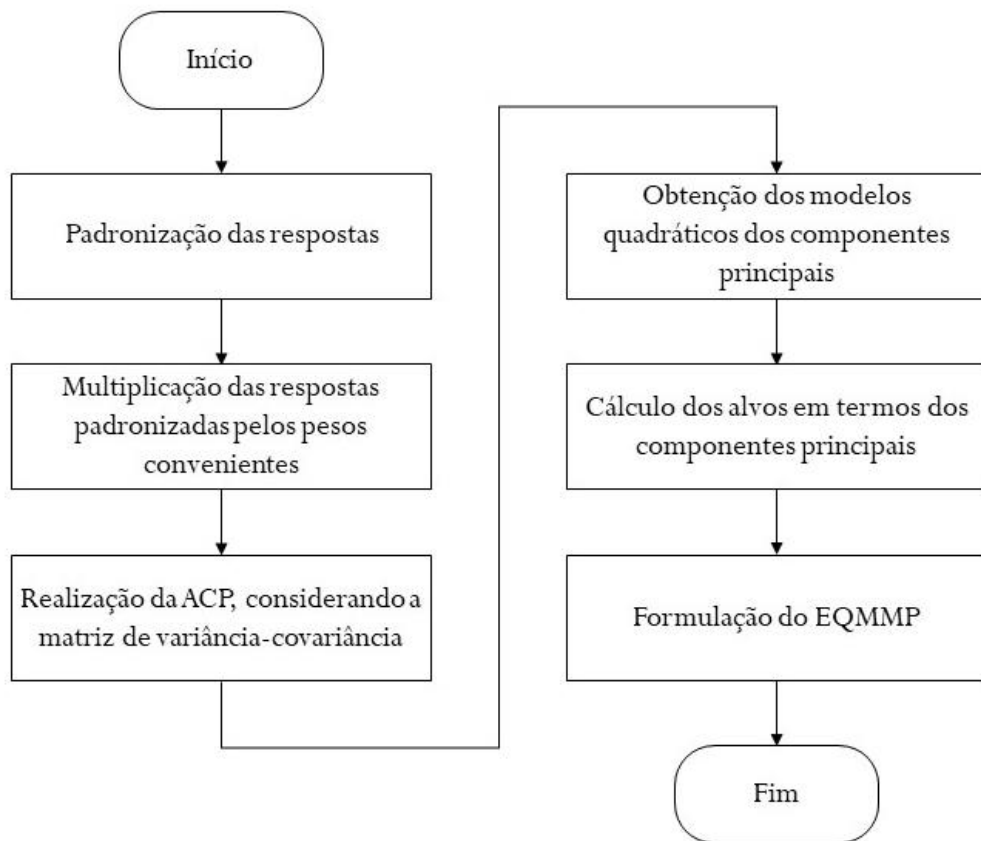 Início
Padronização das respostas
Multiplicação das respostas
padronizadas pelos pesos
convenientes
Realização da ACP, considerando a
matriz de variância-covariância
Obtenção dos modelos
quadráticos dos componentes
principais
Cálculo dos alvos em termos dos
componentes principais
Formulação do EQMMP
Fim